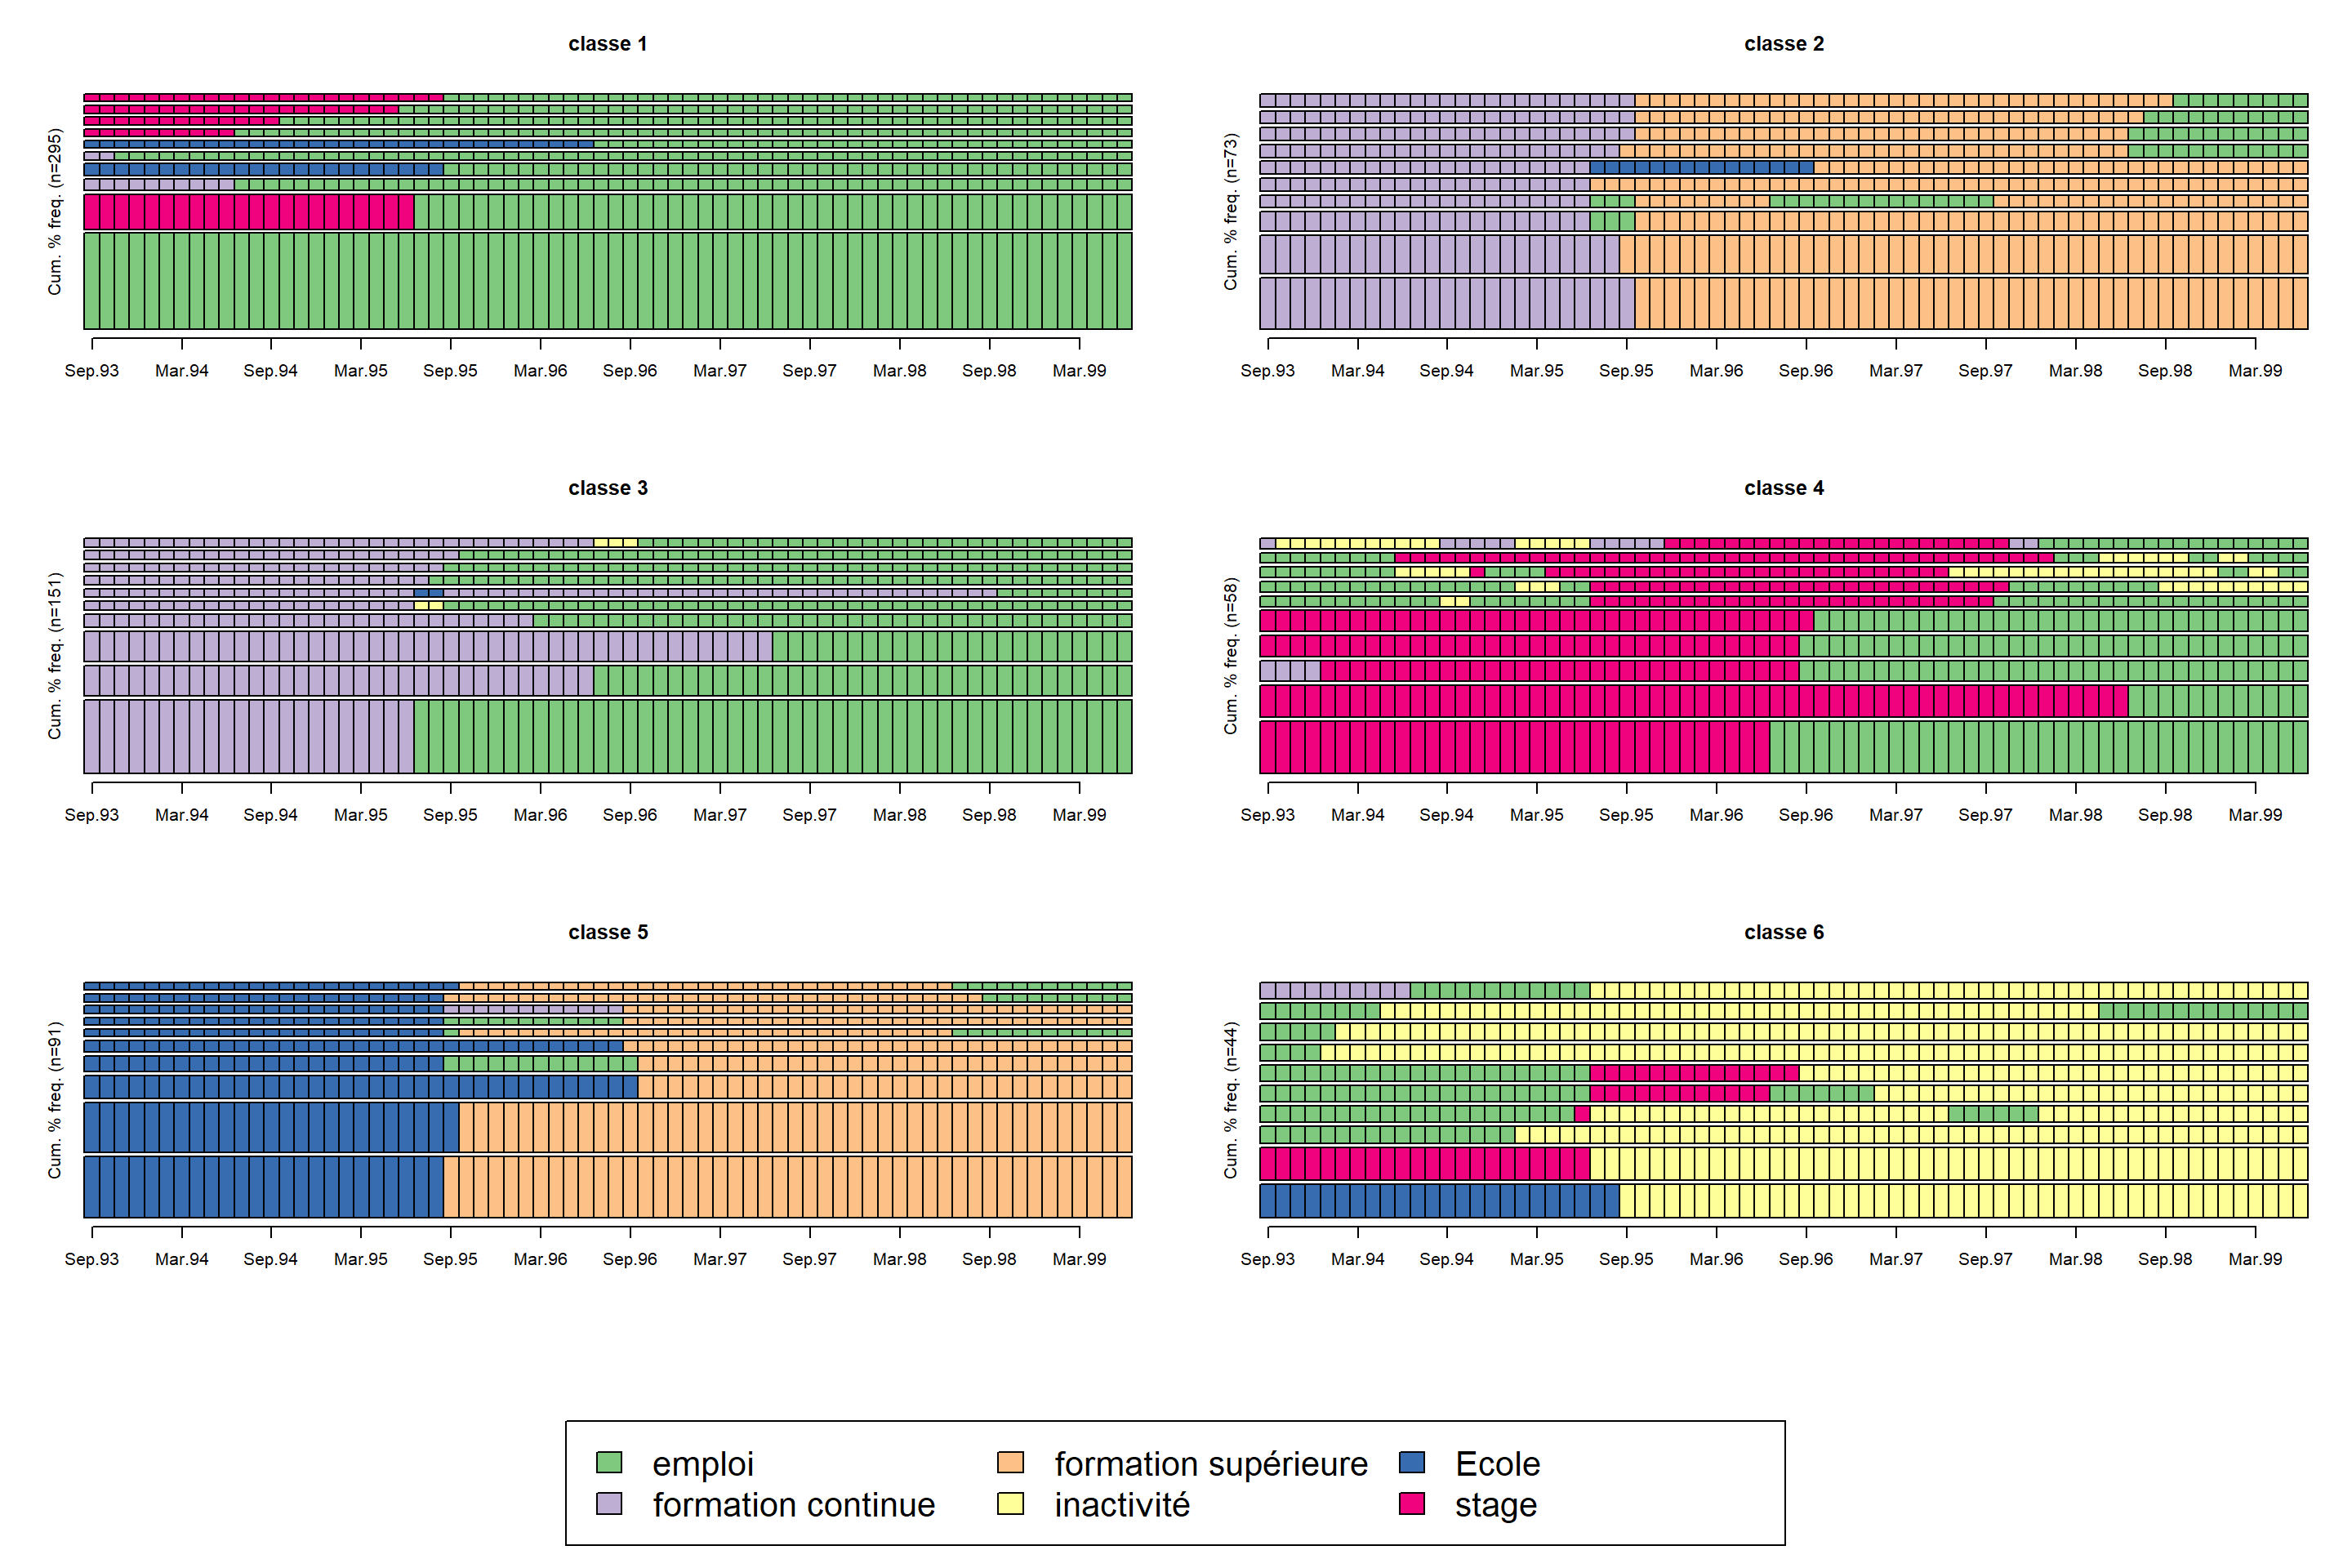 classe 1
Cum. % freq. (n=295)
Sep.93 Mar.94 Sep.94 Mar.95 Sep.95 Mar.96 Sep.96 Mar.97 Sep.97 Mar.98 Sep.98 Mar.99
classe 2
Cum. % freq. (n=73)
Sep.93 Mar.94 Sep.94 Mar.95 Sep.95 Mar.96 Sep.96 Mar.97 Sep.97 Mar.98 Sep.98 Mar.99
classe 3
Cum. % freq. (n=151)
Sep.93 Mar.94 Sep.94 Mar.95 Sep.95 Mar.96 Sep.96 Mar.97 Sep.97 Mar.98 Sep.98 Mar.99
classe 4
Cum. % freq. (n=58)
Sep.93 Mar.94 Sep.94 Mar.95 Sep.95 Mar.96 Sep.96 Mar.97 Sep.97 Mar.98 Sep.98 Mar.99
classe 5
Cum. % freq. (n=91)
Sep.93 Mar.94 Sep.94 Mar.95 Sep.95 Mar.96 Sep.96 Mar.97 Sep.97 Mar.98 Sep.98 Mar.99
classe 6
Cum. % freq. (n=44)
Sep.93 Mar.94 Sep.94 Mar.95 Sep.95 Mar.96 Sep.96 Mar.97 Sep.97 Mar.98 Sep.98 Mar.99
emploi formation supérieure Ecole
formation continue inactivité stage